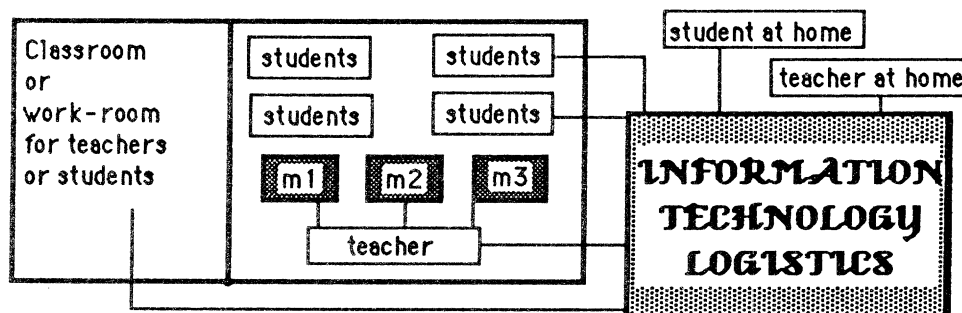 Classroom
or
work-room
for teachers
or students
students
students
students
students
m1 m2 m3
teacher
student at home
teacher at home
INFORMATION
TECHNOLOGY
LOGISTICS